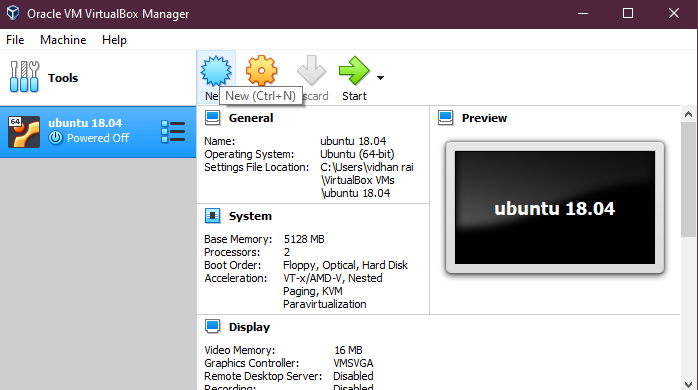 Oracle VM VirtualBox Manager
File Machine Help
Tools
Start
New (Ctrl+N)
64
ubuntu 18.04
Powered Off
General
Name: ubuntu 18.04
Operating System: Ubuntu (64-bit)
Settings File Location: C:\Users\vidhan rai
\VirtualBox VMs
\ubuntu 18.04
System
Base Memory: 5128 MB
Processors: 2
Boot Order: Floppy, Optical, Hard Disk
Acceleration: VT-x/AMD-V, Nested
Paging, KVM
Paravirtualization
Display
Video Memory: 16 MB
Graphics Controller: VMSVGA
Remote Desktop Server: Disabled
Recording: Disabled
Preview
ubuntu 18.04